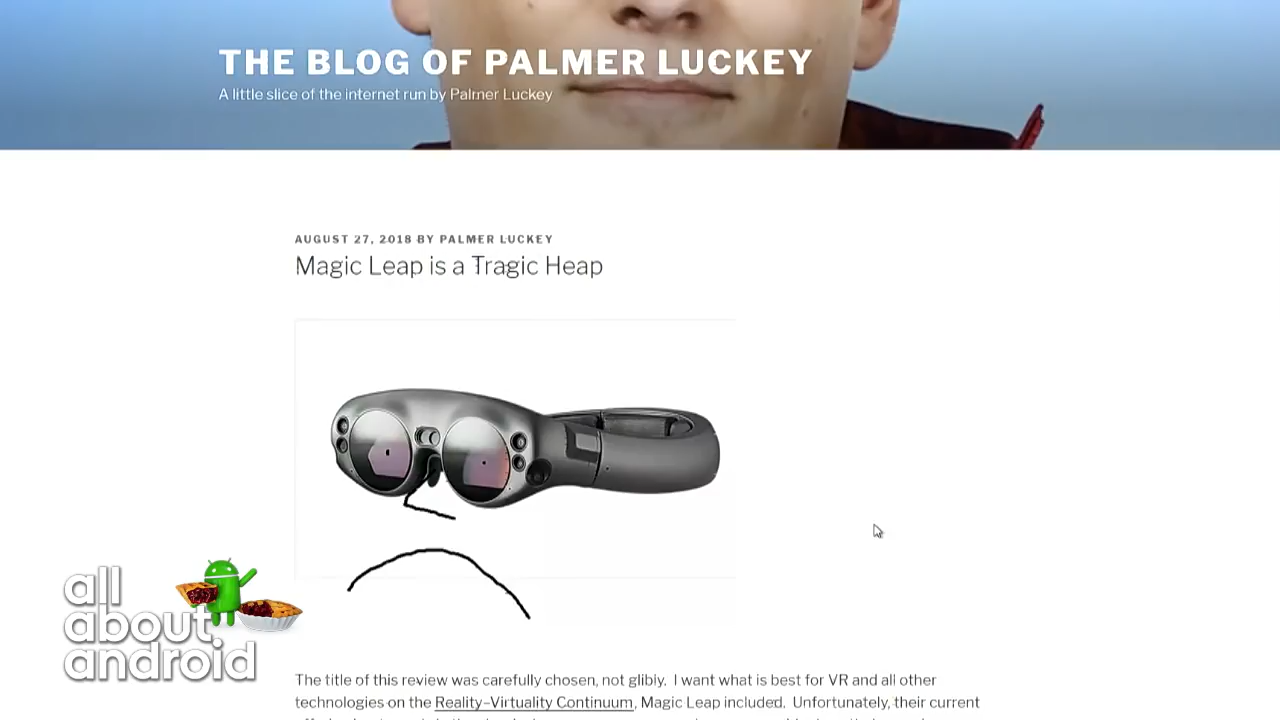 THE BLOG OF PALMER LUCKEY
A little slice of the internet run by Palmer Luckey
AUGUST 27, 2018 BY PALMER LUCKEY
Magic Leap is a Tragic Heap
all
about
android
The title of this review was carefully chosen, not glibly. I want what is best for VR and all other
technologies on the Reality–Virtuality Continuum, Magic Leap included. Unfortunately, their current